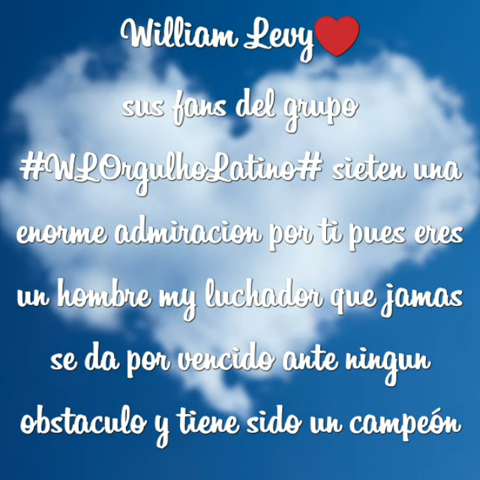 William Levy❤
sus fans del grupo
#WLOrgulhoLatino# sieten una
enorme admiracion por ti pues eres
un hombre my luchador que jamas
se da por vencido ante ningun
obstaculo y tiene sido un campeón